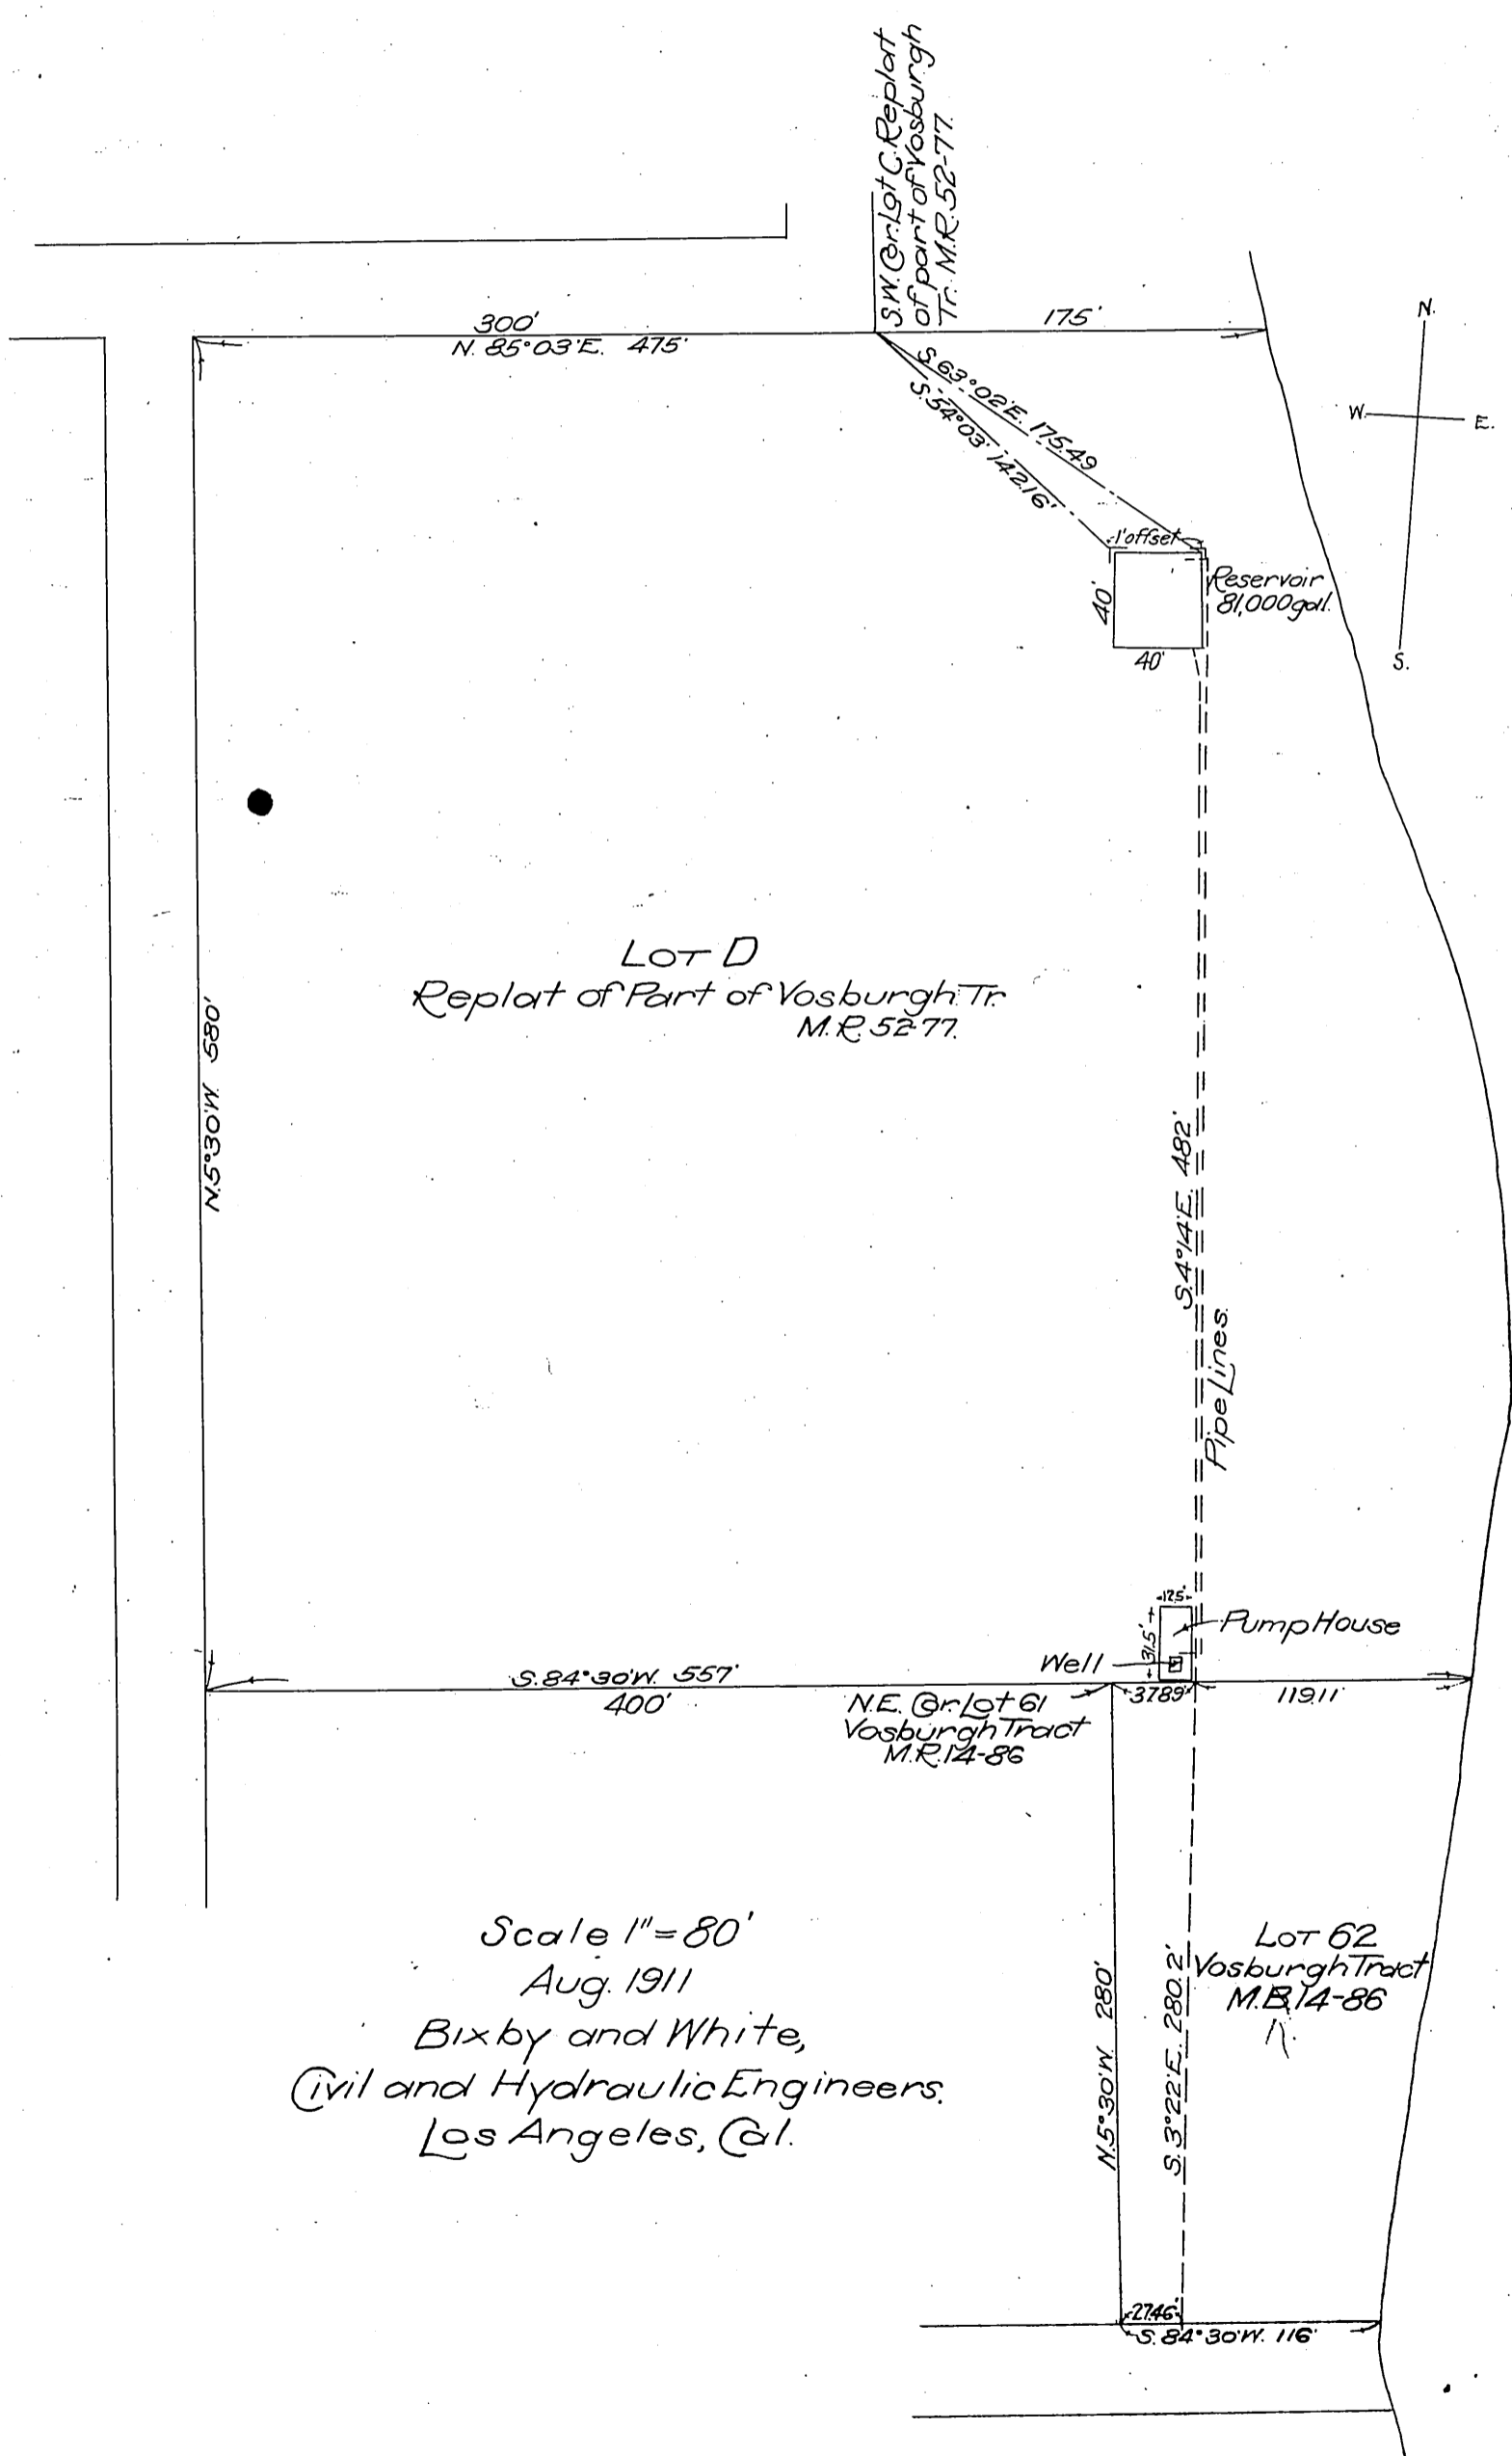 S.W. Cor. Lot C. Replat
of part of Vosburgh
Tr. M.R. 52-77.
300'
175'
N. 85°03'E. 475'
N.
W.
E.
S.
S. 63°02'E. 175.49
S. 54°03' 142.16'
1' offset
Reservoir
81,000 gall.
40'
40'
LOT D
Replat of Part of Vosburgh Tr.
M.R. 52-77.
N. 5°30'W. 580'
S. 4°14'E. 482'
Pipe Lines.
12.5'
31.5'
Pump House
Well
S. 84°30'W. 557'
400'
37.89'
119.11'
N.E. Cor. Lot 61
Vosburgh Tract
M.R. 14-86
Scale 1"=80'
Aug. 1911
Bixby and White,
Civil and Hydraulic Engineers.
Los Angeles, Cal.
N. 5°30'W. 280'
S. 3°22'E. 280.2'
LOT 62
Vosburgh Tract
M.B. 14-86
R.
27.46'
S. 84°30'W. 116'